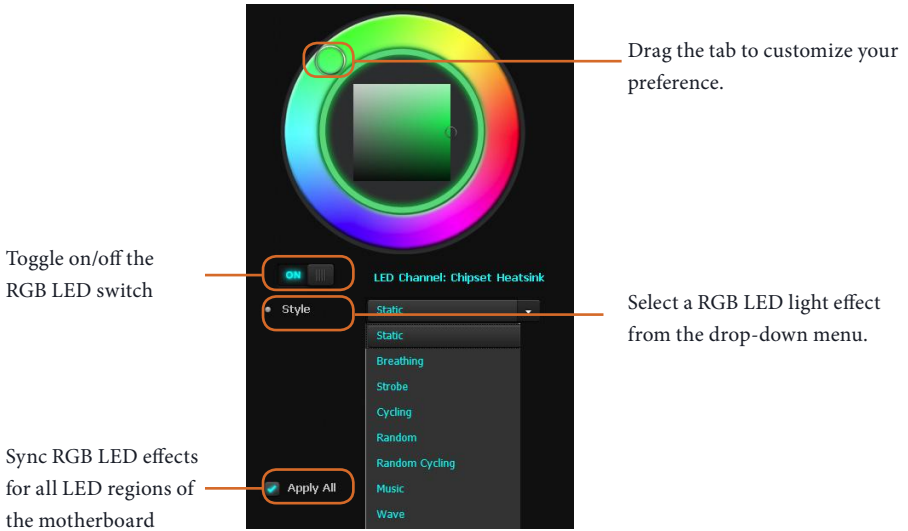 Drag the tab to customize your
preference.
Toggle on/off the
RGB LED switch
ON
LED Channel: Chipset Heatsink
Style
Static
Select a RGB LED light effect
from the drop-down menu.
Static
Breathing
Strobe
Cycling
Random
Random Cycling
Music
Wave
Sync RGB LED effects
for all LED regions of
the motherboard
Apply All